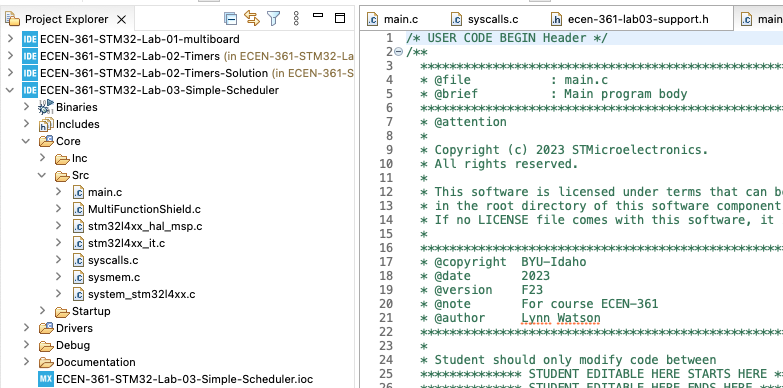 Project Explorer
IDE ECEN-361-STM32-Lab-01-multiboard
IDE ECEN-361-STM32-Lab-02-Timers (in ECEN-361-STM32-La
IDE ECEN-361-STM32-Lab-02-Timers-Solution (in ECEN-361-S
IDE ECEN-361-STM32-Lab-03-Simple-Scheduler
Binaries
Includes
Core
Inc
Src
.c main.c
.c MultiFunctionShield.c
.c stm32l4xx_hal_msp.c
.c stm32l4xx_it.c
.c syscalls.c
.c sysmem.c
.c system_stm32l4xx.c
Startup
Drivers
Debug
Documentation
MX ECEN-361-STM32-Lab-03-Simple-Scheduler.ioc
.c main.c .c syscalls.c .h ecen-361-lab03-support.h .c main
1 /* USER CODE BEGIN Header */
2 /**
3 ****************************************************
4 * @file : main.c
5 * @brief : Main program body
6 ****************************************************
7 * @attention
8 *
9 * Copyright (c) 2023 STMicroelectronics.
10 * All rights reserved.
11 *
12 * This software is licensed under terms that can be
13 * in the root directory of this software component
14 * If no LICENSE file comes with this software, it
15 *
16 ****************************************************
17 * @copyright BYU-Idaho
18 * @date 2023
19 * @version F23
20 * @note For course ECEN-361
21 * @author Lynn Watson
22 ****************************************************
23 *
24 * Student should only modify code between
25 ************** STUDENT EDITABLE HERE STARTS HERE *
26 ************** STUDENT EDITABLE HERE ENDS HERE ***